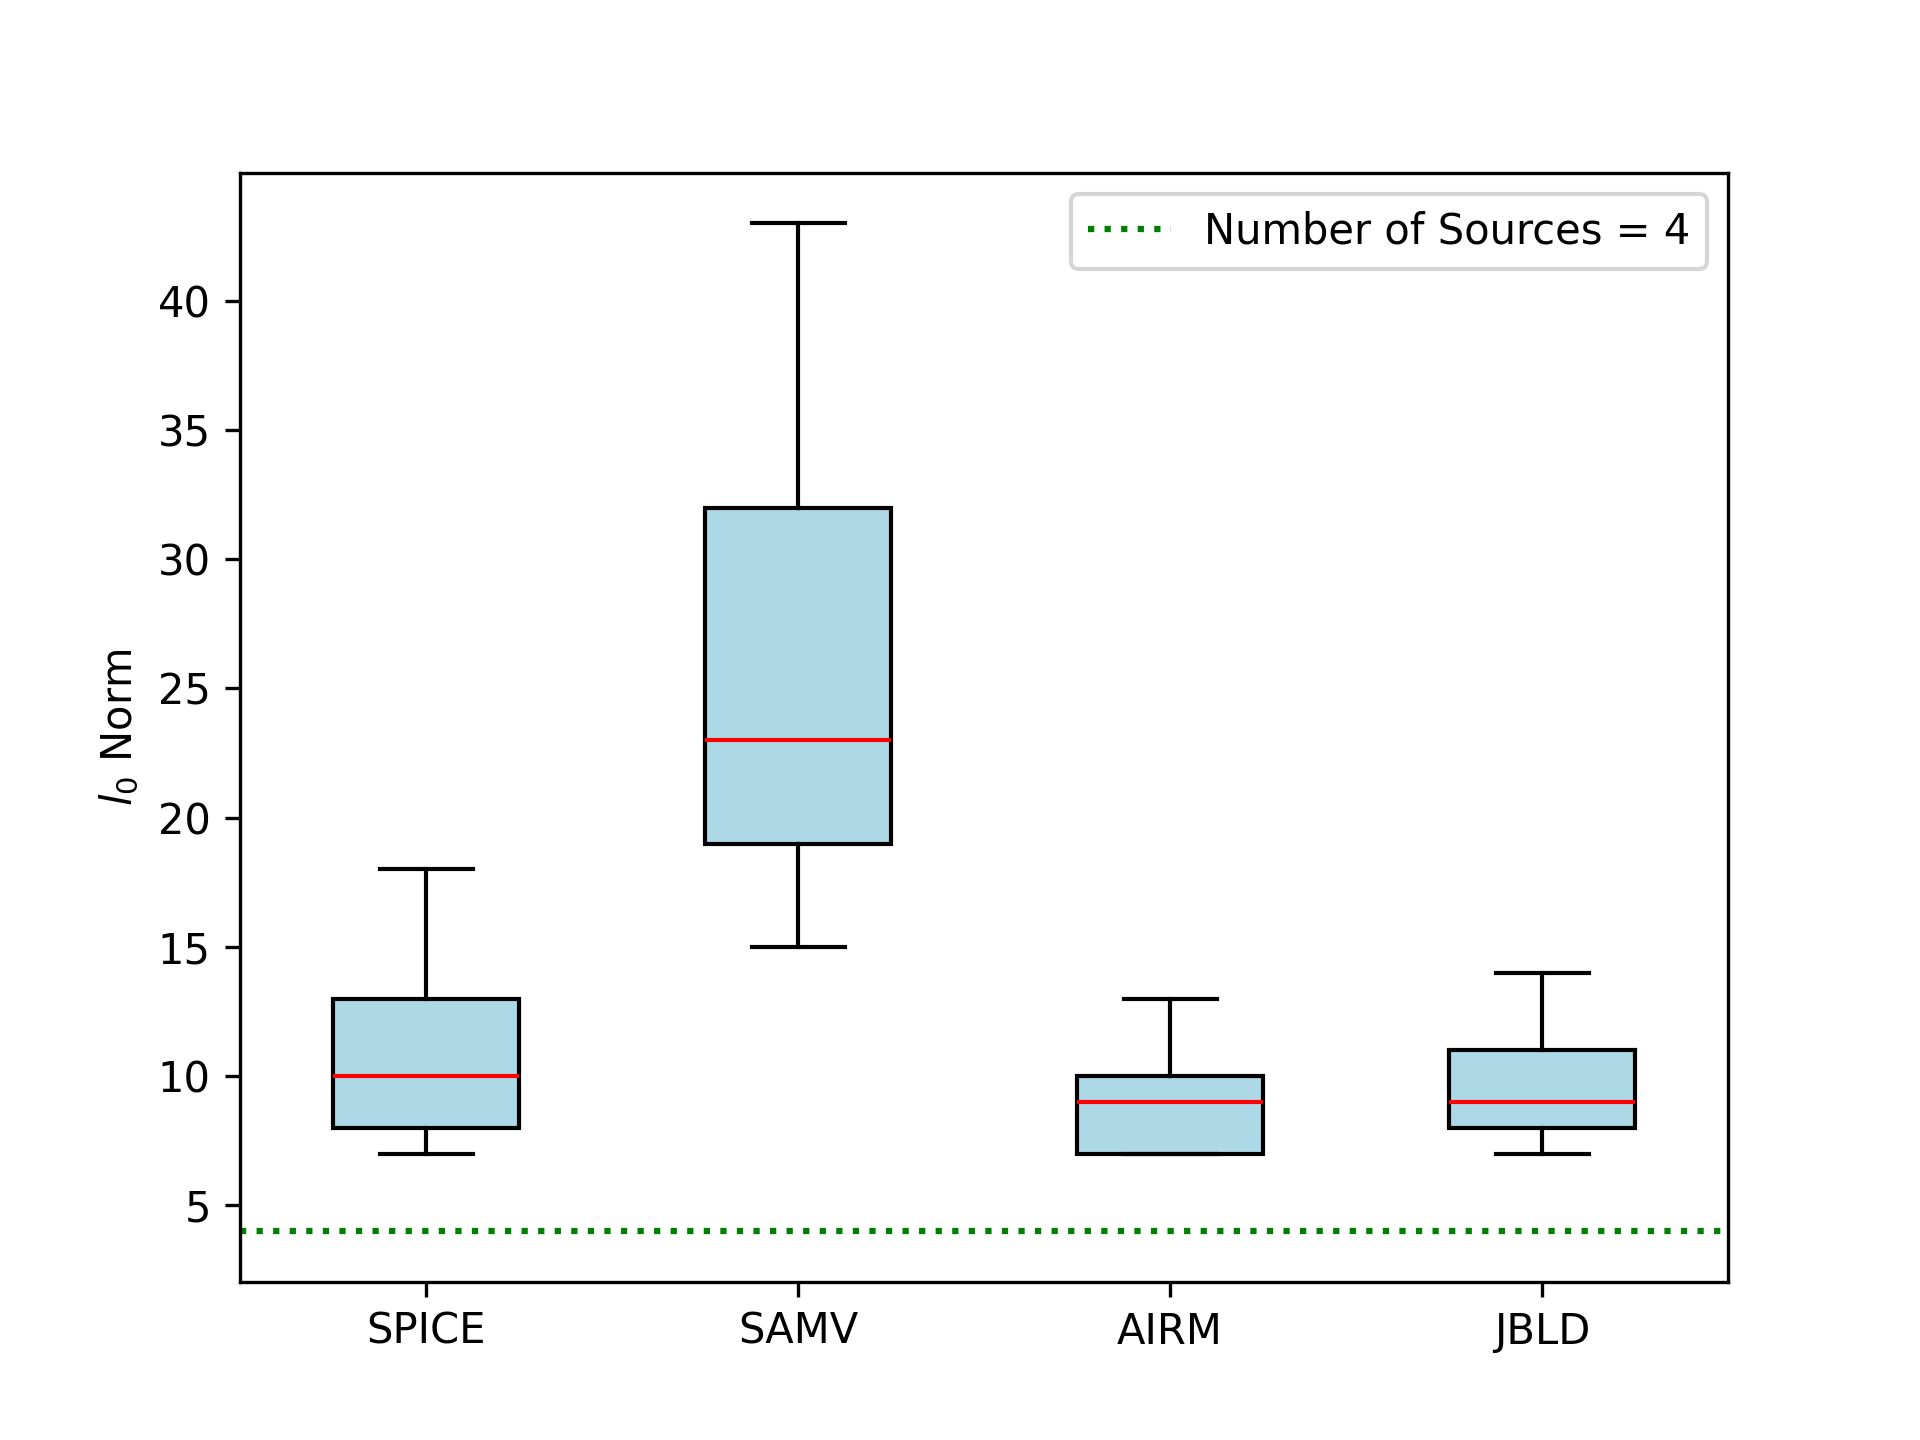 Number of Sources = 4
40
35
30
25
20
15
10
5
l₀ Norm
SPICE
SAMV
AIRM
JBLD